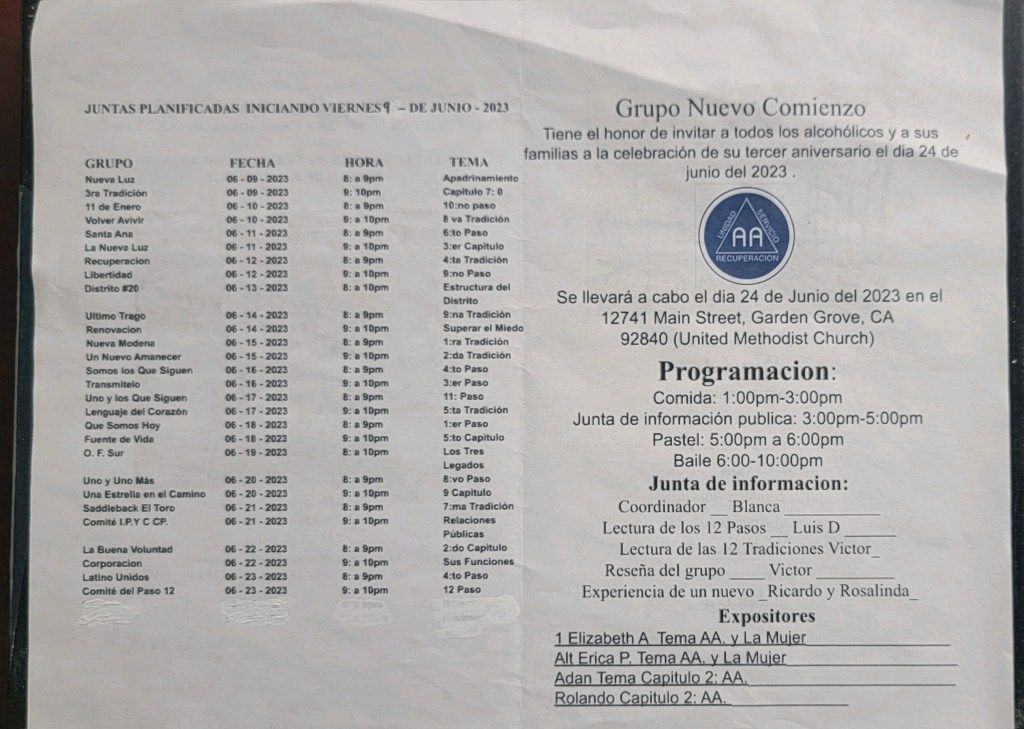 JUNTAS PLANIFICADAS INICIANDO VIERNES 9 – DE JUNIO - 2023
GRUPO FECHA HORA TEMA
Nueva Luz 06 - 09 - 2023 8: a 9pm Apadrinamiento
3ra Tradición 06 - 09 - 2023 9: 10pm Capitulo 7: 0
11 de Enero 06 - 10 - 2023 8: a 9pm 10:no paso
Volver Avivir 06 - 10 - 2023 9: a 10pm 8 va Tradición
Santa Ana 06 - 11 - 2023 8: a 9pm 6:to Paso
La Nueva Luz 06 - 11 - 2023 9: a 10pm 3:er Capitulo
Recuperacion 06 - 12 - 2023 8: a 9pm 4:ta Tradición
Libertidad 06 - 12 - 2023 9: a 10pm 9:no Paso
Distrito #20 06 - 13 - 2023 8: a 10pm Estructura del
Distrito
Ultimo Trago 06 - 14 - 2023 8: a 9pm 9:na Tradición
Renovacion 06 - 14 - 2023 9: a 10pm Superar el Miedo
Nueva Modena 06 - 15 - 2023 8: a 9pm 1:ra Tradición
Un Nuevo Amanecer 06 - 15 - 2023 9: a 10pm 2:da Tradición
Somos los Que Siguen 06 - 16 - 2023 8: a 9pm 4:to Paso
Transmitelo 06 - 16 - 2023 9: a 10pm 3:er Paso
Uno y los Que Siguen 06 - 17 - 2023 8: a 9pm 11: Paso
Lenguaje del Corazón 06 - 17 - 2023 9: a 10pm 5:ta Tradición
Que Somos Hoy 06 - 18 - 2023 8: a 9pm 1:er Paso
Fuente de Vida 06 - 18 - 2023 9: a 10pm 5:to Capitulo
O. F. Sur 06 - 19 - 2023 8: a 10pm Los Tres
Legados
Uno y Uno Más 06 - 20 - 2023 8: a 9pm 8:vo Paso
Una Estrella en el Camino 06 - 20 - 2023 9: a 10pm 9 Capitulo
Saddieback El Toro 06 - 21 - 2023 8: a 9pm 7:ma Tradición
Comité I.P.Y C CP. 06 - 21 - 2023 9: a 10pm Relaciones
Públicas
La Buena Voluntad 06 - 22 - 2023 8: a 9pm 2:do Capitulo
Corporacion 06 - 22 - 2023 9: a 10pm Sus Funciones
Latino Unidos 06 - 23 - 2023 8: a 9pm 4:to Paso
Comité del Paso 12 06 - 23 - 2023 9: a 10pm 12 Paso
Grupo Nuevo Comienzo
Tiene el honor de invitar a todos los alcohólicos y a sus
familias a la celebración de su tercer aniversario el dia 24 de
junio del 2023 .
UNIDAD SERVICIO
AA
RECUPERACION
Se llevará a cabo el dia 24 de Junio del 2023 en el
12741 Main Street, Garden Grove, CA
92840 (United Methodist Church)
Programacion:
Comida: 1:00pm-3:00pm
Junta de información publica: 3:00pm-5:00pm
Pastel: 5:00pm a 6:00pm
Baile 6:00-10:00pm
Junta de informacion:
Coordinador __ Blanca __________
Lectura de los 12 Pasos __ Luis D ______
Lectura de las 12 Tradiciones Victor_
Reseña del grupo ____ Victor ________
Experiencia de un nuevo _Ricardo y Rosalinda_
Expositores
1 Elizabeth A Tema AA. y La Mujer
Alt Erica P. Tema AA. y La Mujer
Adan Tema Capitulo 2: AA.
Rolando Capitulo 2: AA.